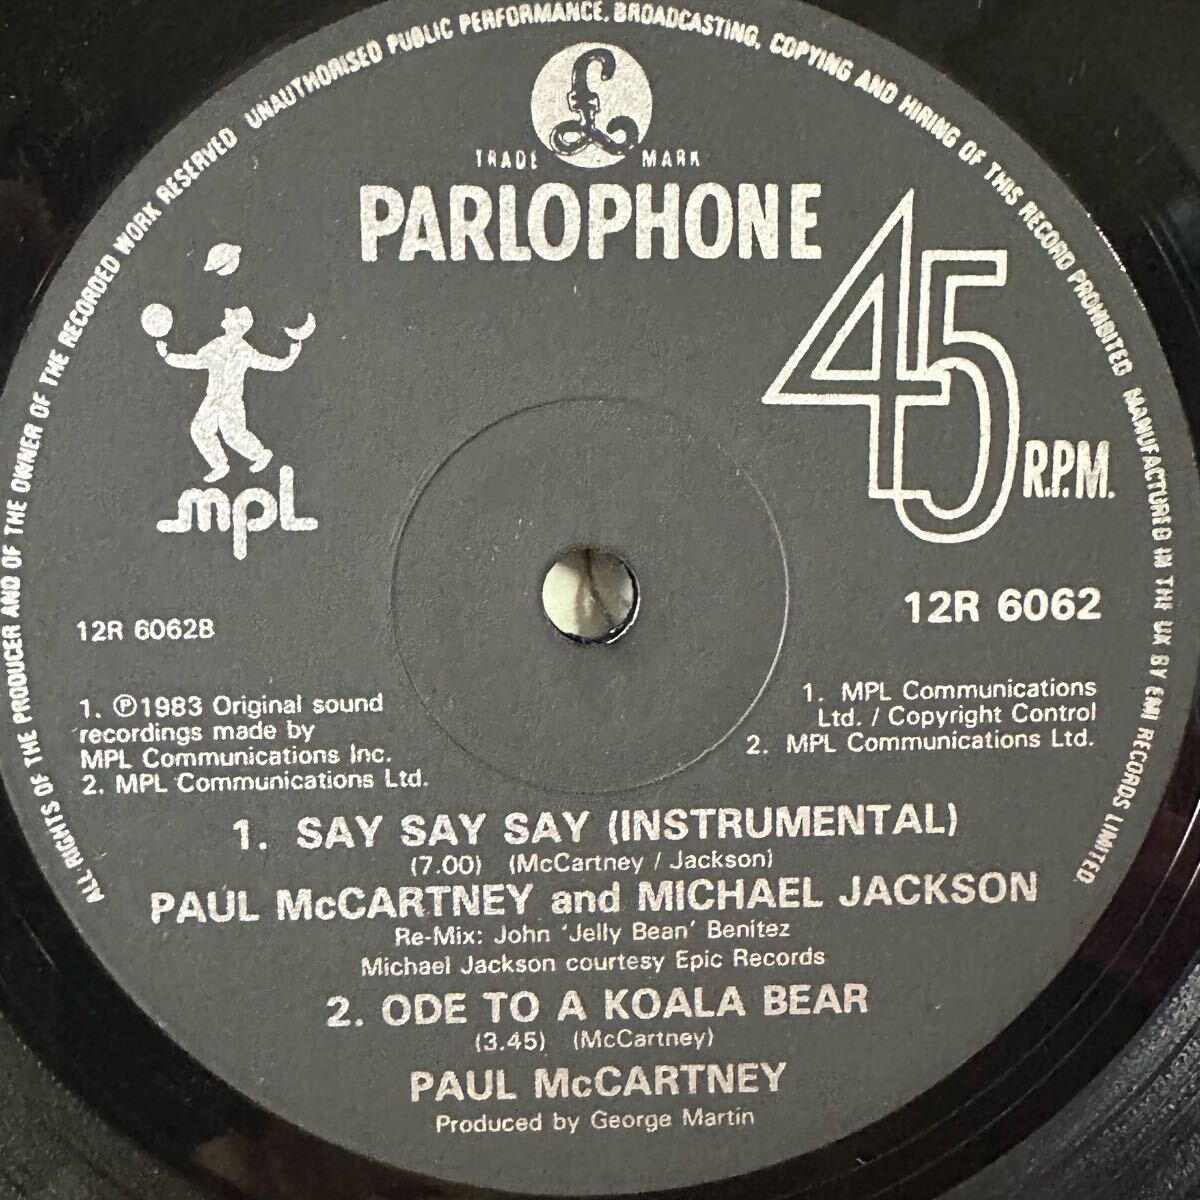 ALL RIGHTS OF THE PRODUCER AND OF THE OWNER OF THE RECORDED WORK RESERVED UNAUTHORISED PUBLIC PERFORMANCE, BROADCASTING, COPYING AND HIRING OF THIS RECORD PROHIBITED MANUFACTURED IN THE UK BY EMI RECORDS LIMITED.
£
TRADE MARK
PARLOPHONE
45 R.P.M.
mpl
12R 6062
12R 6062B
1. ℗1983 Original sound
recordings made by
MPL Communications Inc.
2. MPL Communications Ltd.
1. MPL Communications
Ltd. / Copyright Control
2. MPL Communications Ltd.
1. SAY SAY SAY (INSTRUMENTAL)
(7.00) (McCartney / Jackson)
PAUL McCARTNEY and MICHAEL JACKSON
Re-Mix: John 'Jelly Bean' Benitez
Michael Jackson courtesy Epic Records
2. ODE TO A KOALA BEAR
(3.45) (McCartney)
PAUL McCARTNEY
Produced by George Martin